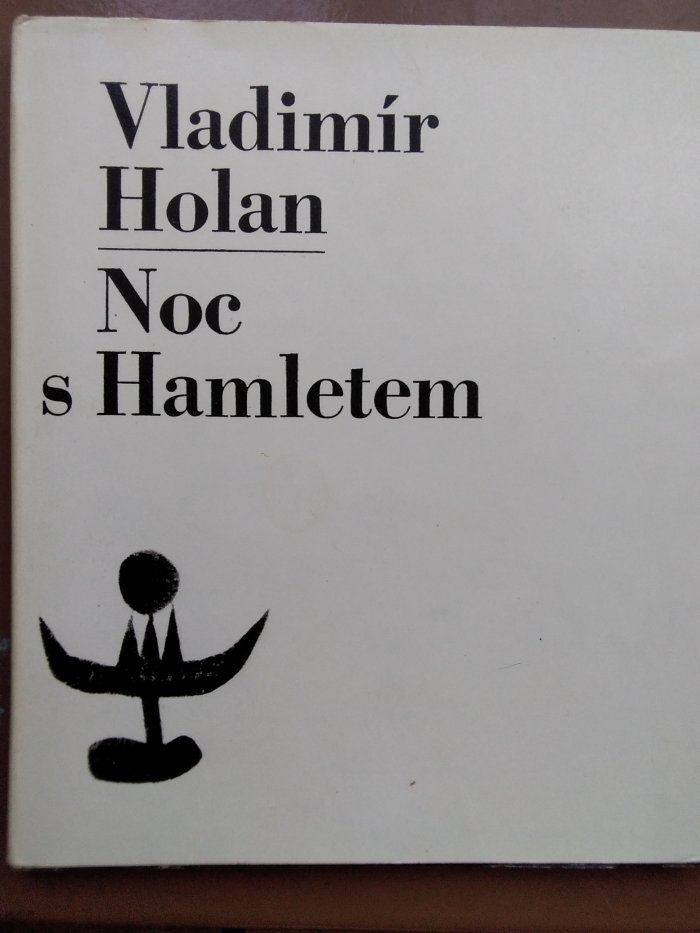 Vladimír
Holan
Noc
s Hamletem